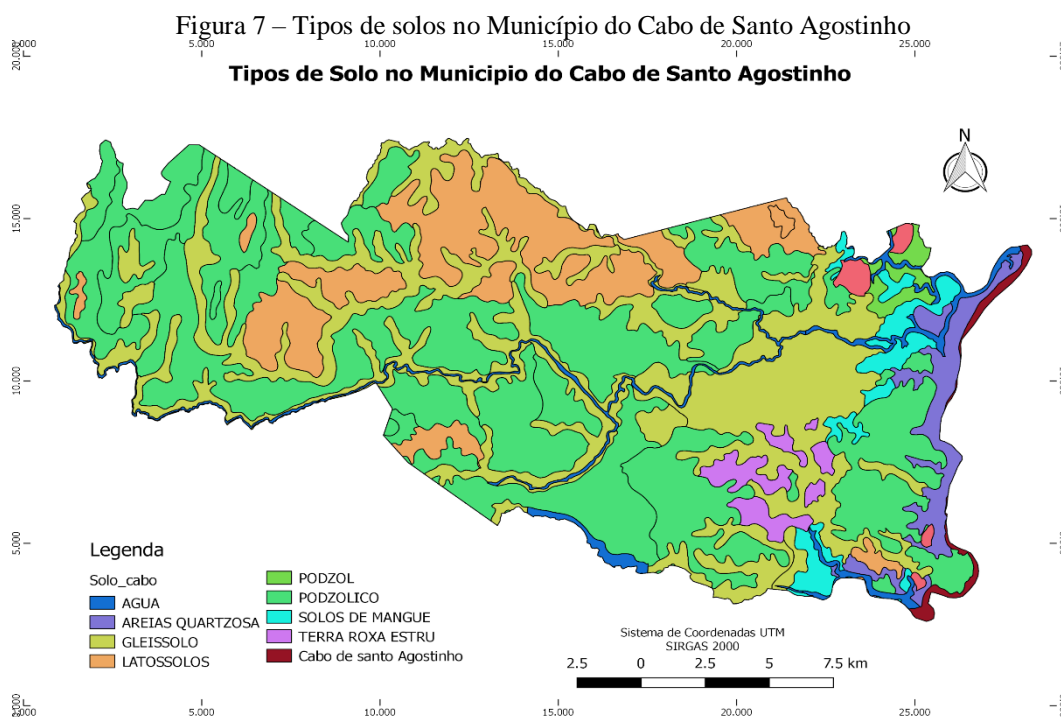 Figura 7 – Tipos de solos no Município do Cabo de Santo Agostinho
5.000 10.000 15.000 20.000 25.000
Tipos de Solo no Municipio do Cabo de Santo Agostinho
N
15.000
10.000
5.000
Legenda
Solo_cabo
AGUA
AREIAS QUARTZOSA
GLEISSOLO
LATOSSOLOS
PODZOL
PODZOLICO
SOLOS DE MANGUE
TERRA ROXA ESTRU
Cabo de santo Agostinho
Sistema de Coordenadas UTM
SIRGAS 2000
2.5 0 2.5 5 7.5 km
5.000 10.000 15.000 20.000 25.000